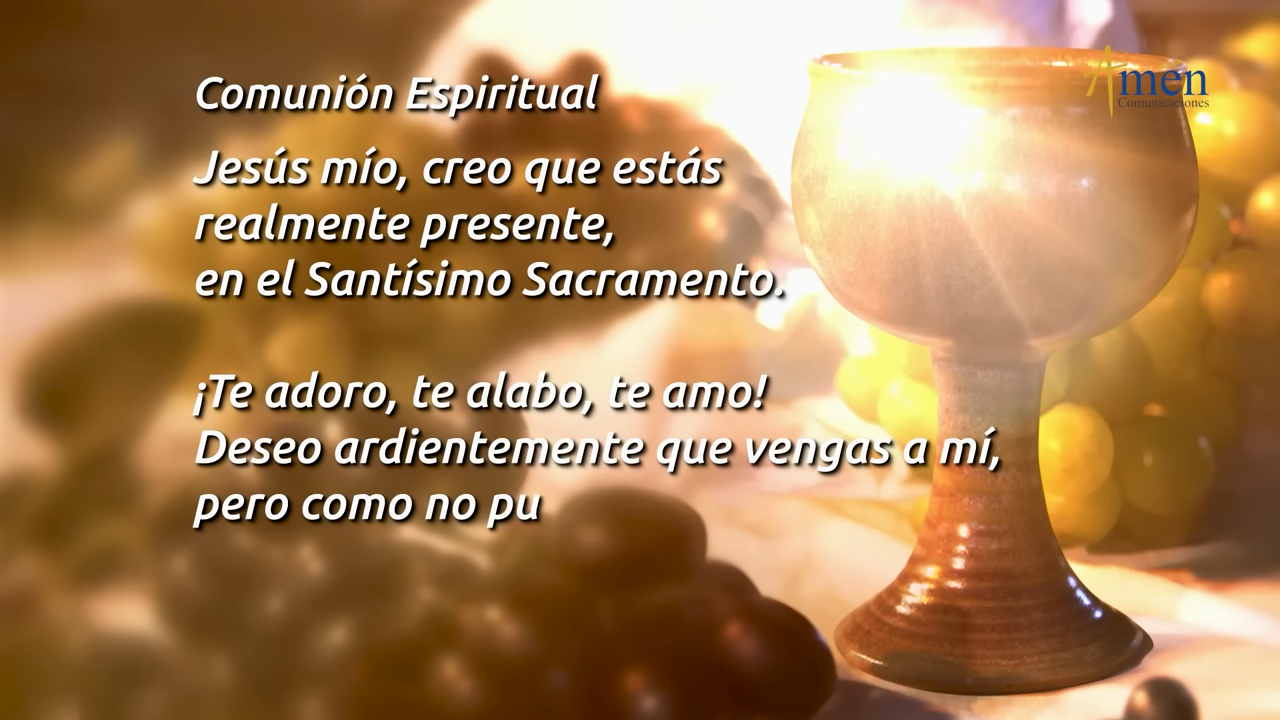 Amen
Comunicaciones
Comunión Espiritual
Jesús mío, creo que estás
realmente presente,
en el Santísimo Sacramento.
¡Te adoro, te alabo, te amo!
Deseo ardientemente que vengas a mí,
pero como no pu